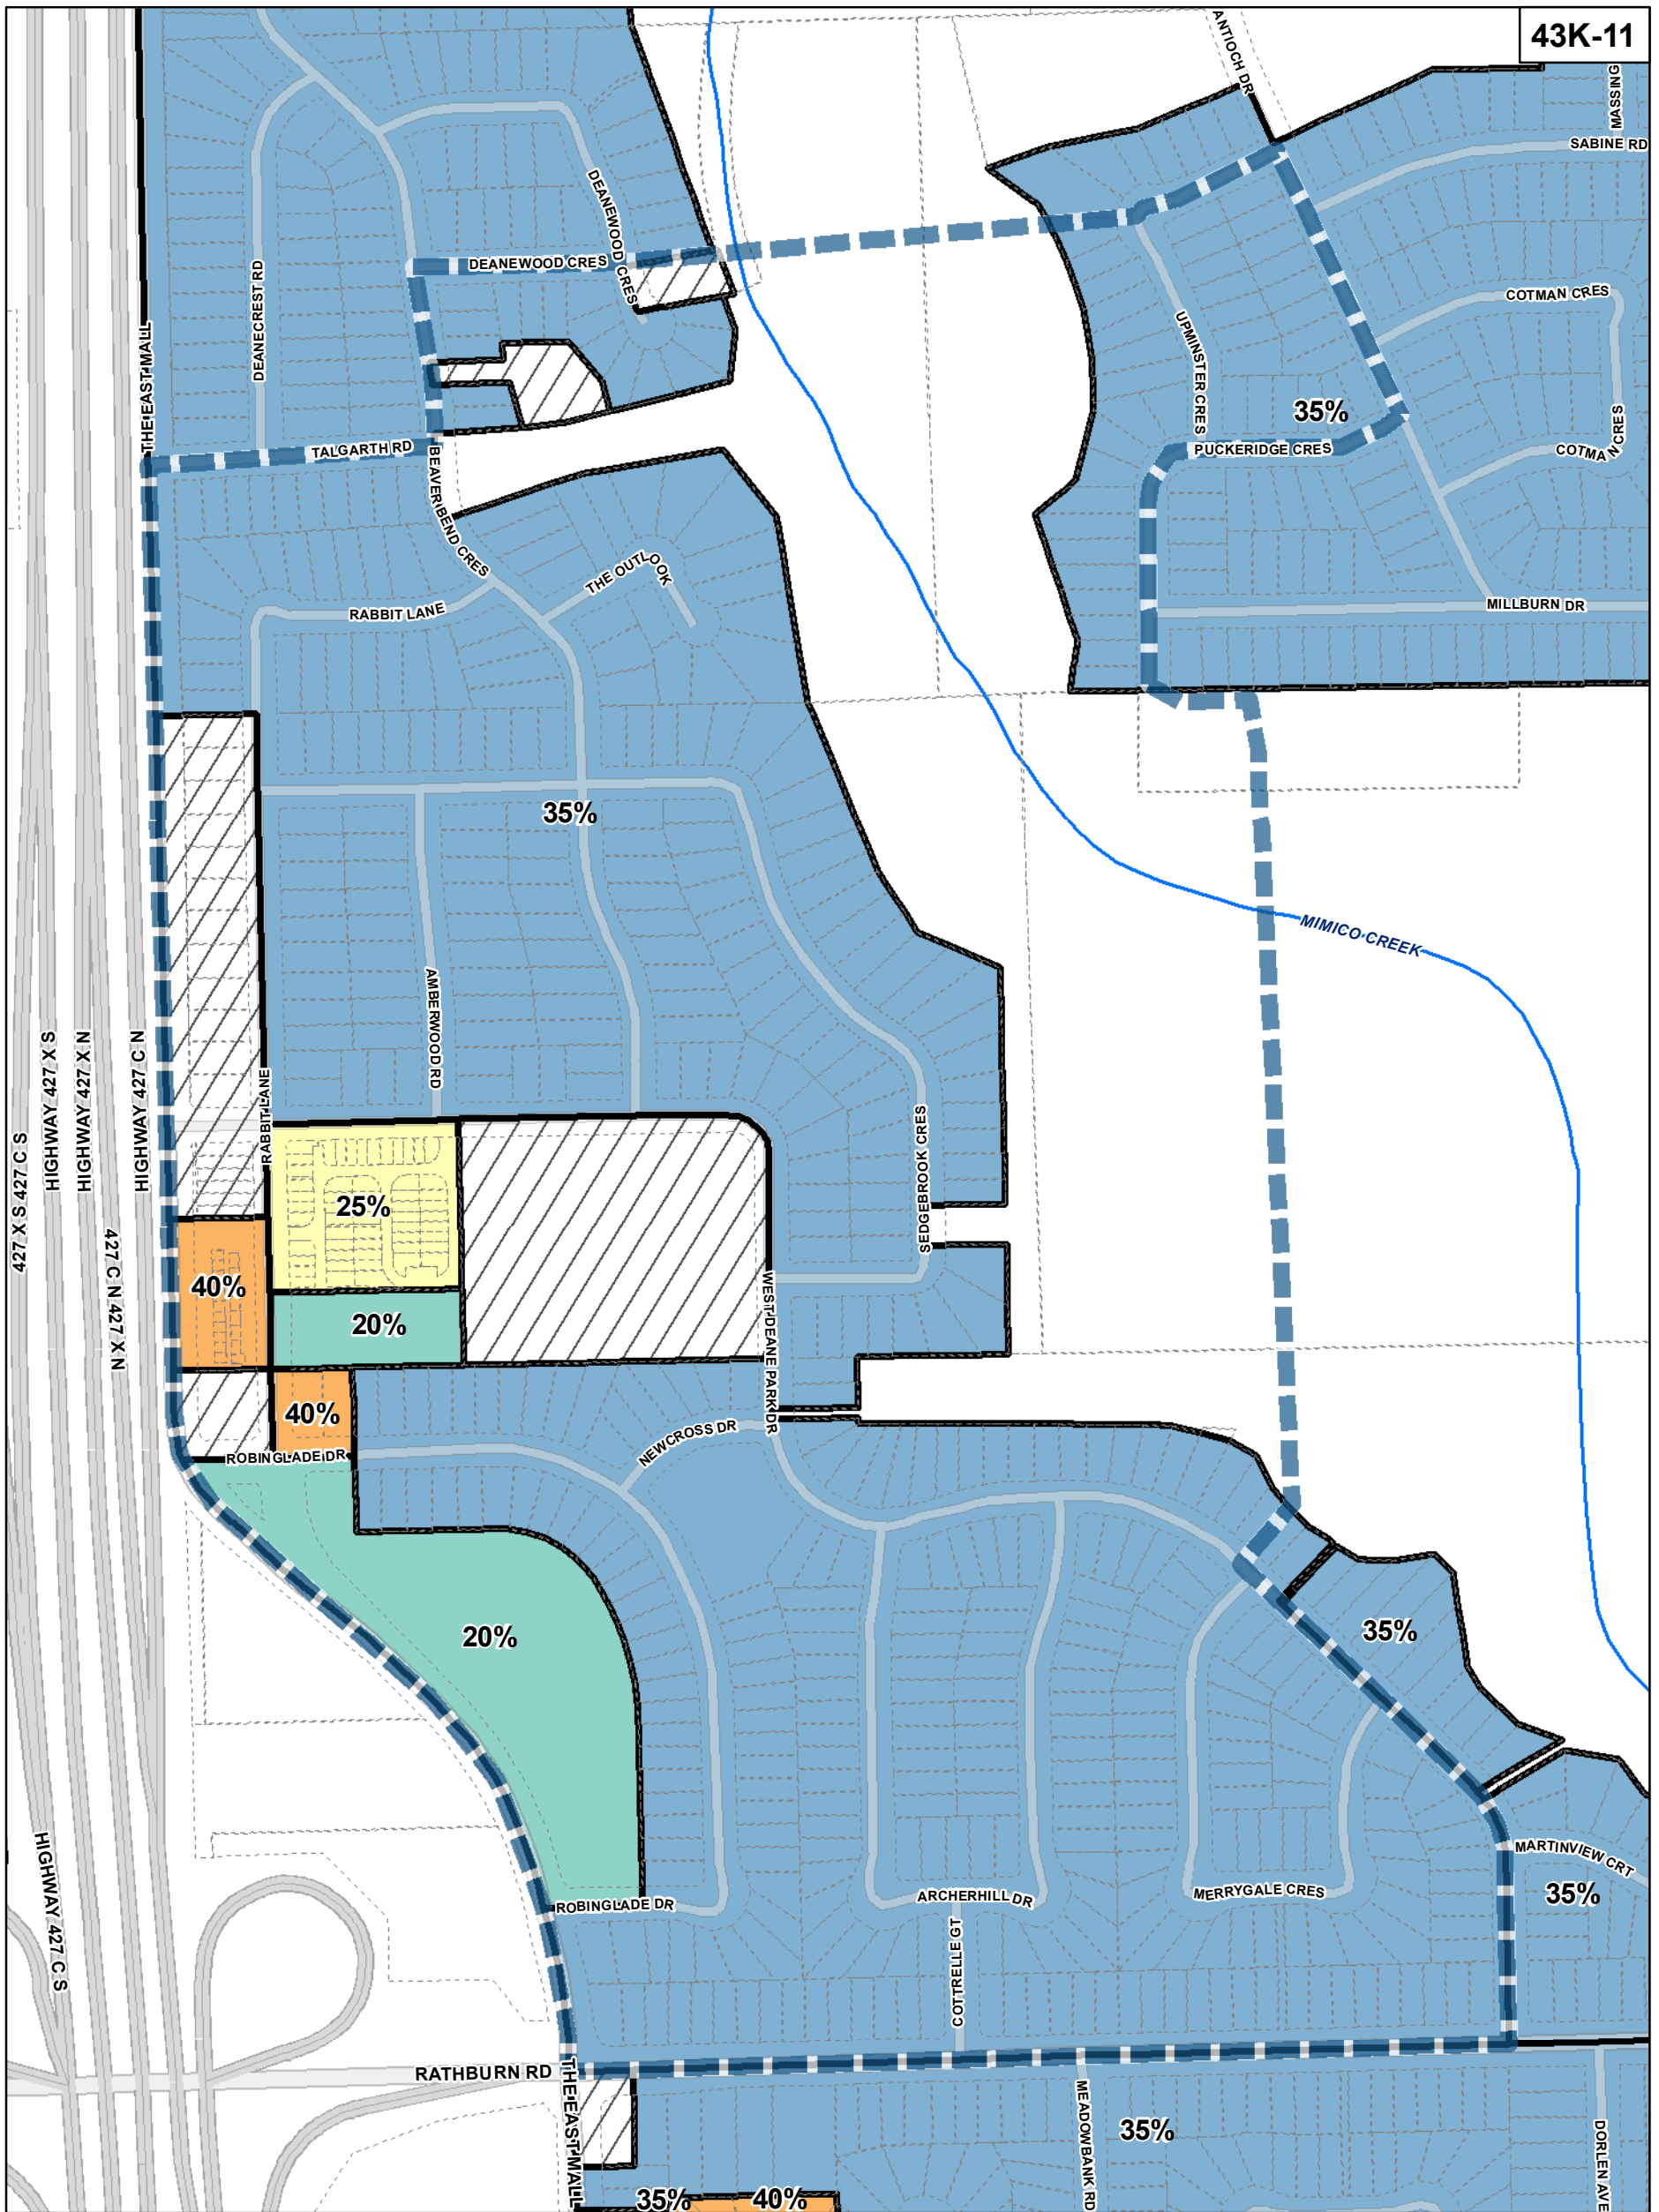 43K-11
ANTIOCH DR
MASSING
SABINE RD
DEANEWOOD CRES
DEANEWOOD CRES
DEANECREST RD
COTMAN CRES
UPMINSTER CRES
THE EAST MALL
35%
COTMAN CRES
PUCKERIDGE CRES
TALGARTH RD
BEAVERBEND CRES
THE OUTLOOK
RABBIT LANE
MILLBURN DR
35%
MIMICO CREEK
AMBERWOOD RD
HIGHWAY 427 X S
HIGHWAY 427 X N
HIGHWAY 427 C N
RABBIT LANE
SEDGEBROOK CRES
427 X S 427 C S
25%
427 C N 427 X N
40%
20%
WEST DEANE PARK DR
40%
NEWCROSS DR
ROBINGLADE DR
20%
35%
HIGHWAY 427 C S
MARTINVIEW CRT
35%
ROBINGLADE DR
ARCHERHILL DR
MERRYGALE CRES
COTTRELLE GT
RATHBURN RD
THE EAST MALL
MEADOWBANK RD
35%
DORLEN AVE
35%
40%